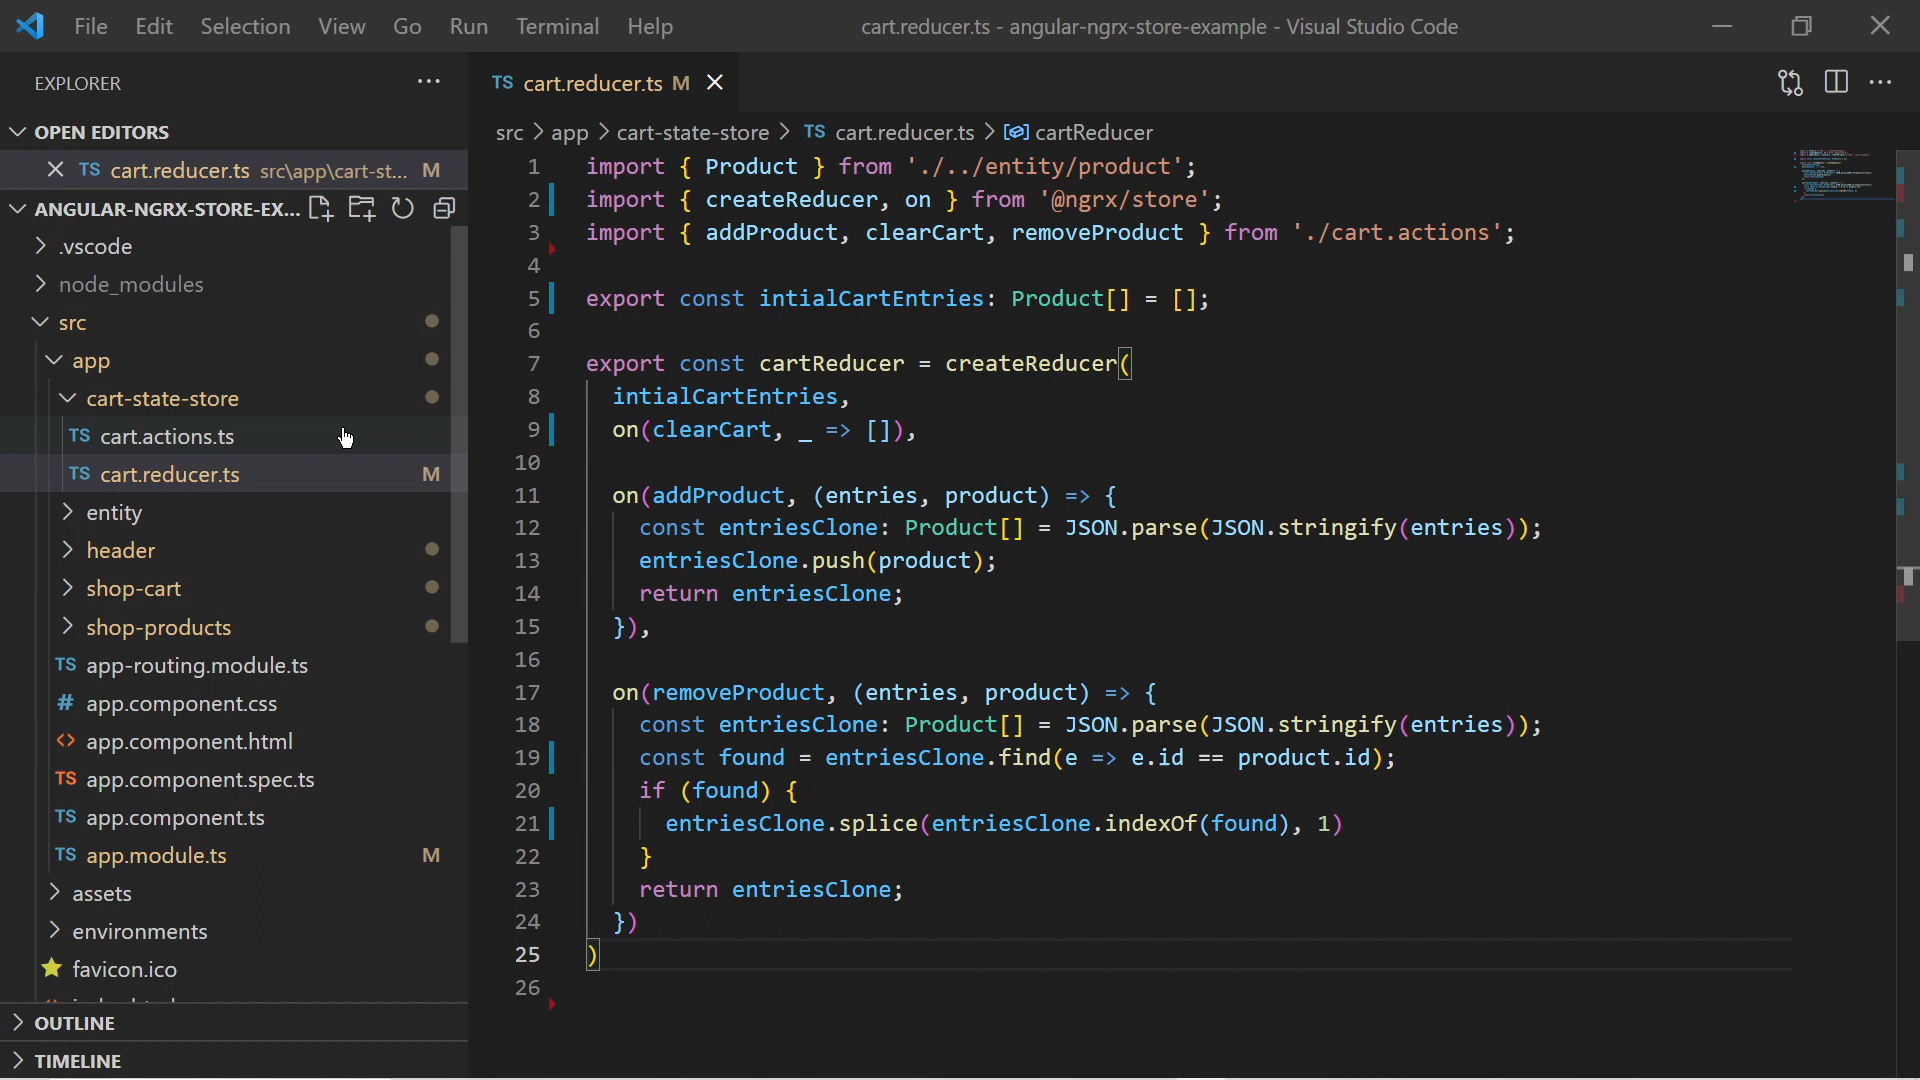 File Edit Selection View Go Run Terminal Help cart.reducer.ts - angular-ngrx-store-example - Visual Studio Code
EXPLORER
OPEN EDITORS
TS cart.reducer.ts src\app\cart-st... M
ANGULAR-NGRX-STORE-EX...
.vscode
node_modules
src
app
cart-state-store
TS cart.actions.ts
TS cart.reducer.ts M
entity
header
shop-cart
shop-products
TS app-routing.module.ts
# app.component.css
<> app.component.html
TS app.component.spec.ts
TS app.component.ts
TS app.module.ts M
assets
environments
favicon.ico
OUTLINE
TIMELINE
TS cart.reducer.ts M
src > app > cart-state-store > TS cart.reducer.ts > cartReducer
1 import { Product } from './../entity/product';
2 import { createReducer, on } from '@ngrx/store';
3 import { addProduct, clearCart, removeProduct } from './cart.actions';
4
5 export const intialCartEntries: Product[] = [];
6
7 export const cartReducer = createReducer(
8 intialCartEntries,
9 on(clearCart, _ => []),
10
11 on(addProduct, (entries, product) => {
12 const entriesClone: Product[] = JSON.parse(JSON.stringify(entries));
13 entriesClone.push(product);
14 return entriesClone;
15 }),
16
17 on(removeProduct, (entries, product) => {
18 const entriesClone: Product[] = JSON.parse(JSON.stringify(entries));
19 const found = entriesClone.find(e => e.id == product.id);
20 if (found) {
21 entriesClone.splice(entriesClone.indexOf(found), 1)
22 }
23 return entriesClone;
24 })
25 )
26